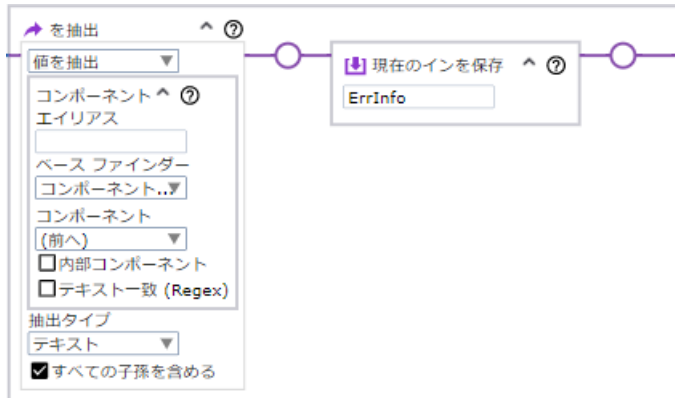 を抽出
値を抽出
コンポーネント
エイリアス
ベース ファインダー
コンポーネント..
コンポーネント
(前へ)
内部コンポーネント
テキスト一致 (Regex)
抽出タイプ
テキスト
すべての子孫を含める
現在のインを保存
ErrInfo